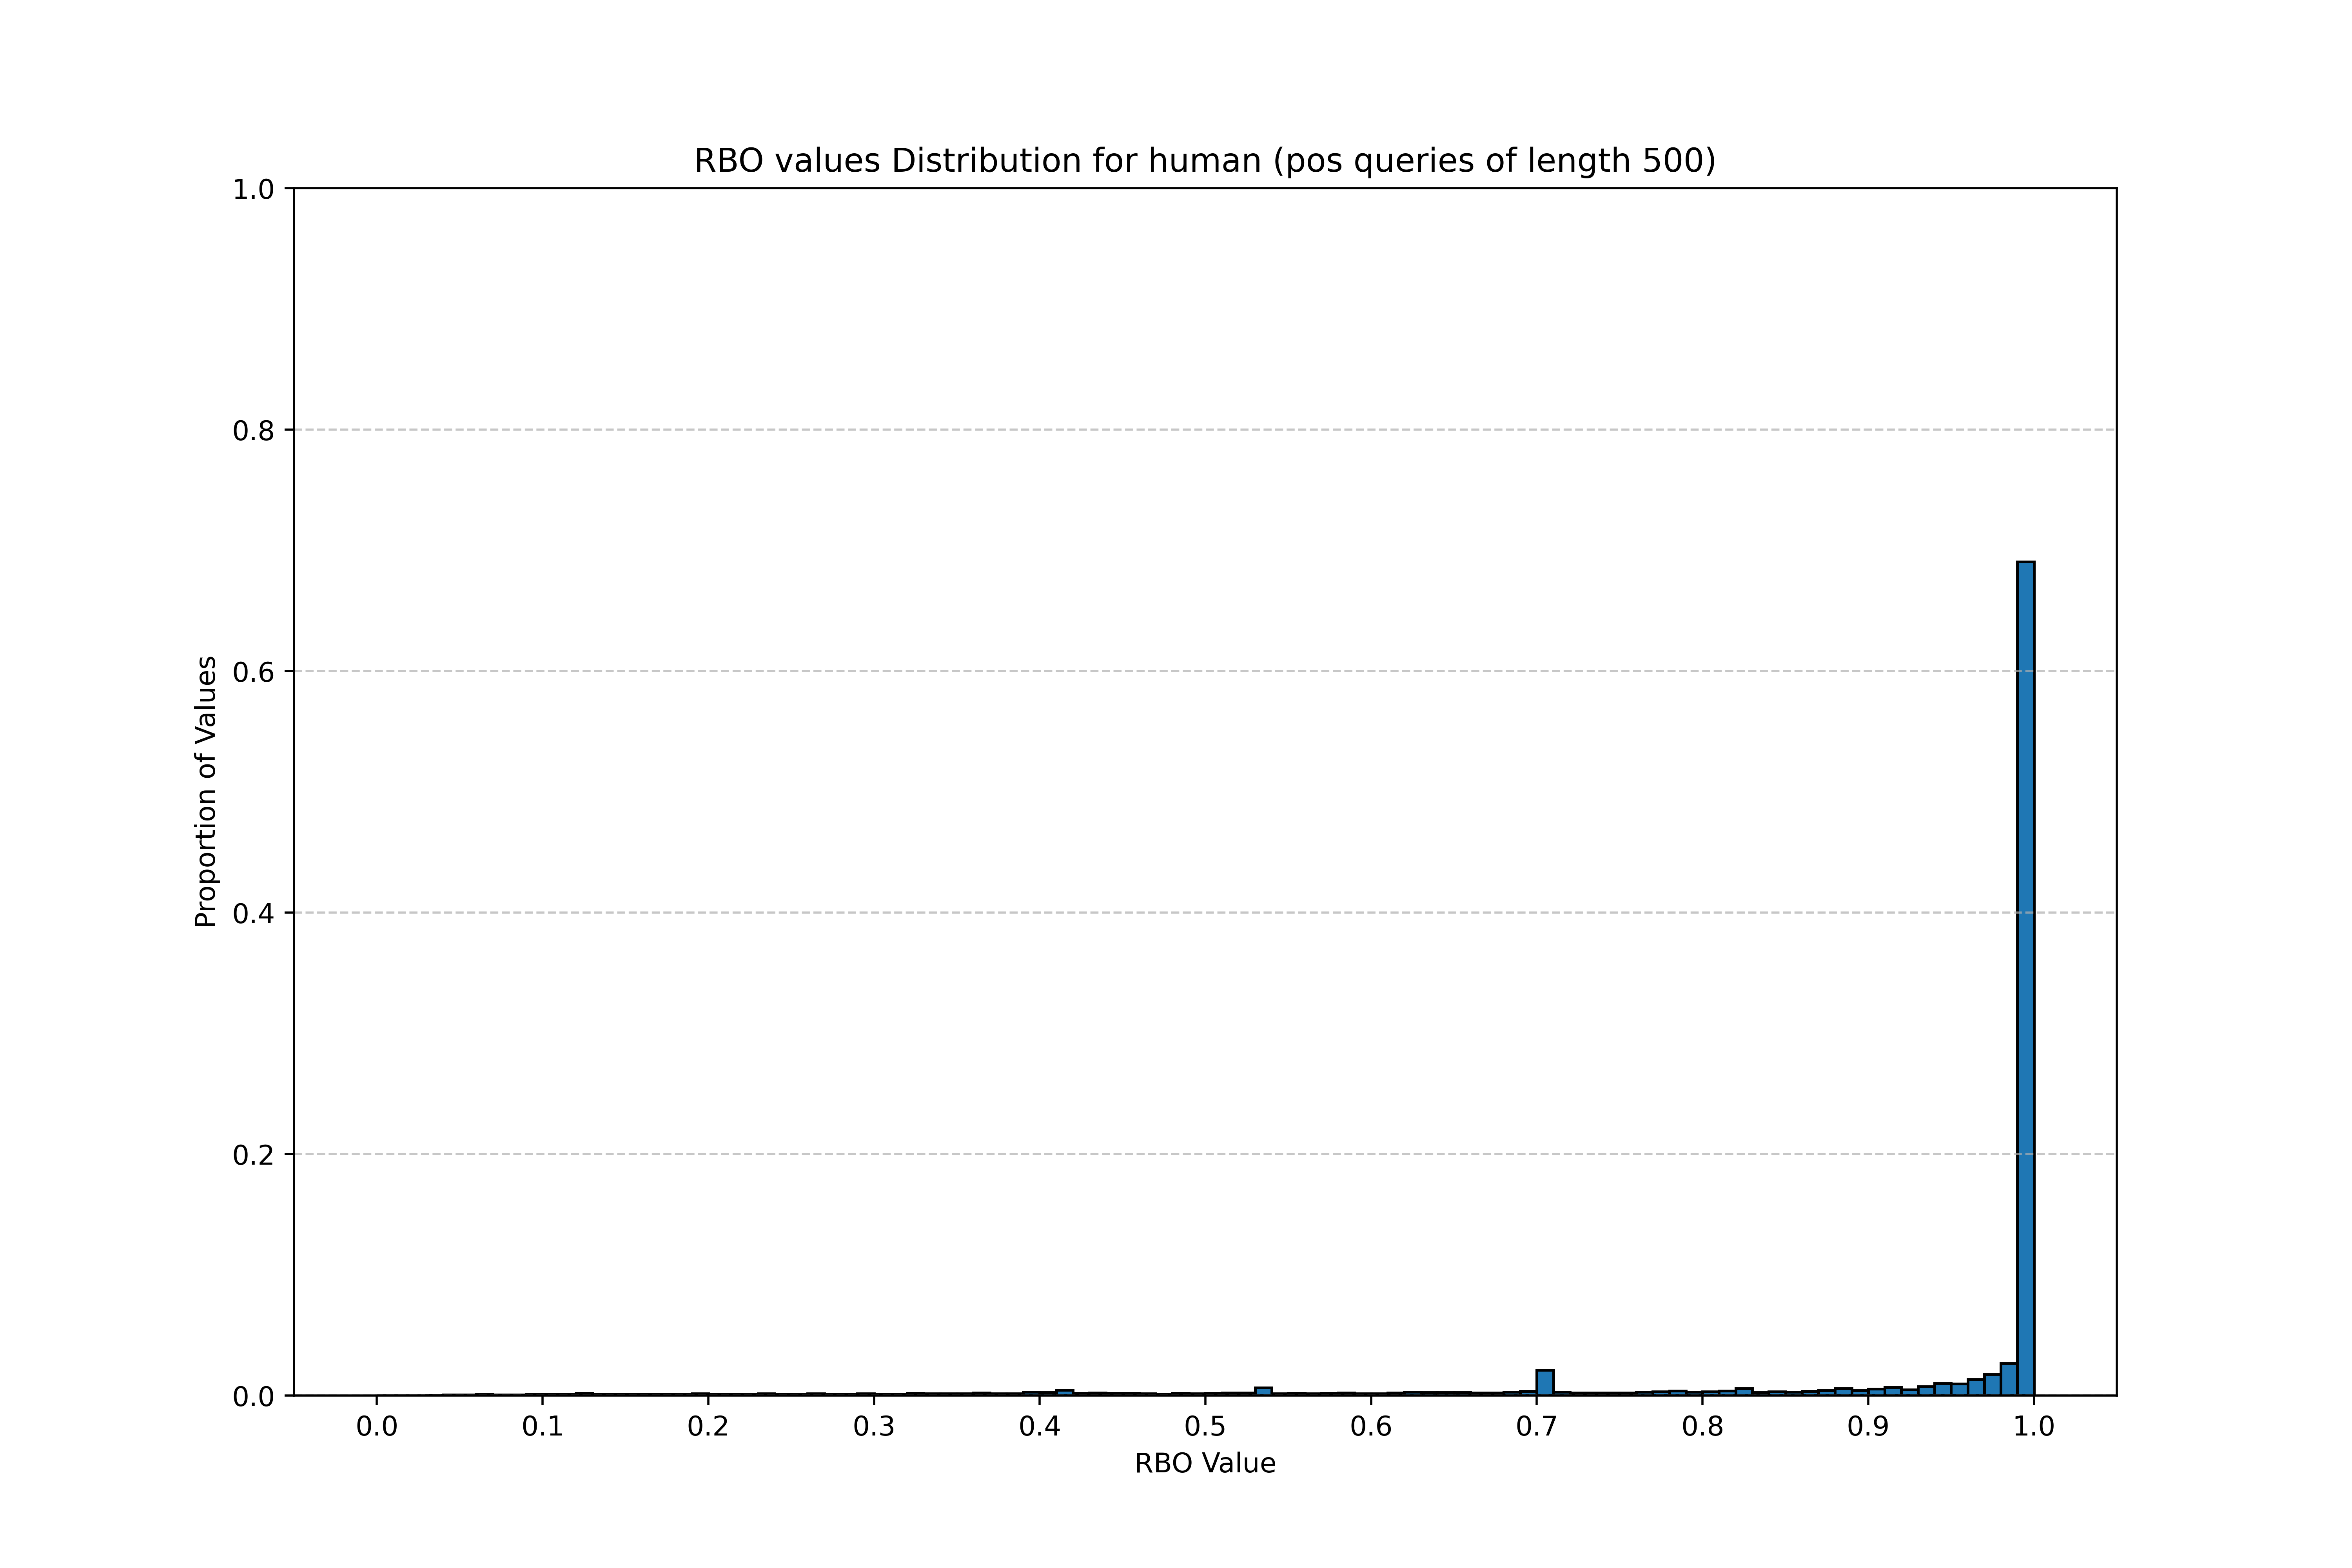 RBO values Distribution for human (pos queries of length 500)
1.0
0.8
0.6
0.4
0.2
0.0
Proportion of Values
0.0 0.1 0.2 0.3 0.4 0.5 0.6 0.7 0.8 0.9 1.0
RBO Value